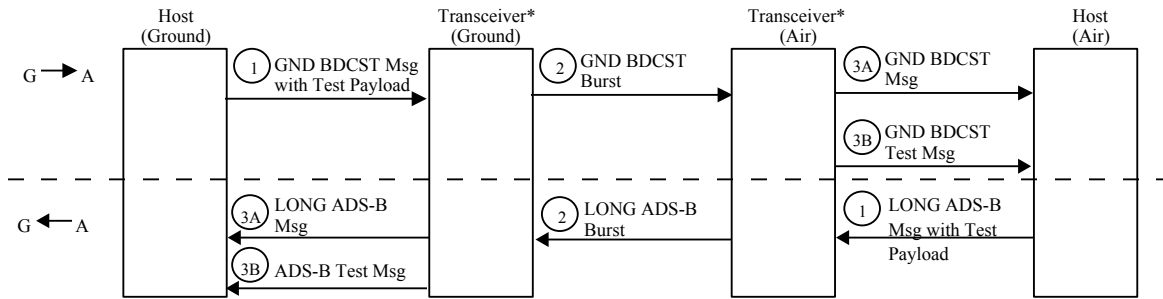 Host
(Ground)
Transceiver*
(Ground)
Transceiver*
(Air)
Host
(Air)
G A
1 GND BDCST Msg
with Test Payload
2 GND BDCST
Burst
3A GND BDCST
Msg
3B GND BDCST
Test Msg
G A
3A LONG ADS-B
Msg
2 LONG ADS-B
Burst
1 LONG ADS-B
Msg with Test
Payload
3B ADS-B Test Msg